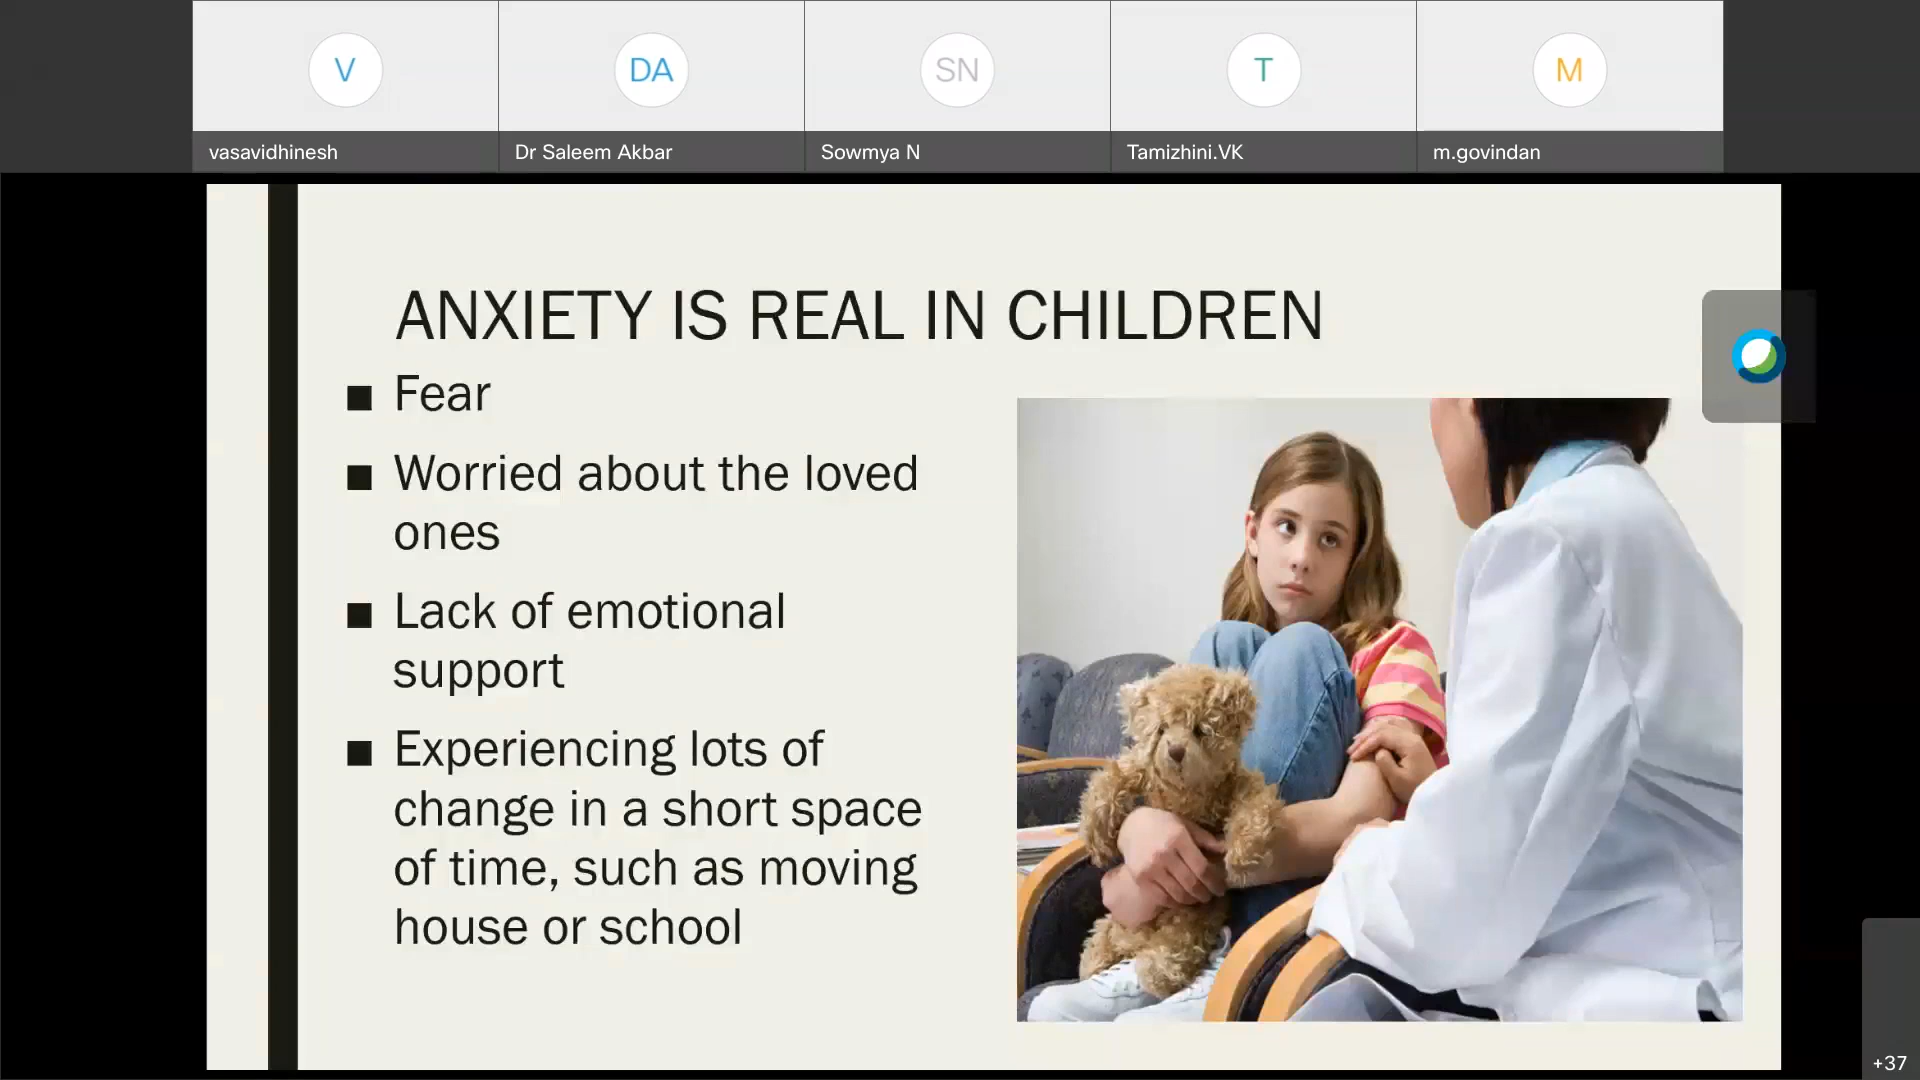 V
DA
SN
T
M
vasavidhinesh
Dr Saleem Akbar
Sowmya N
Tamizhini.VK
m.govindan
ANXIETY IS REAL IN CHILDREN
■ Fear
■ Worried about the loved
ones
■ Lack of emotional
support
■ Experiencing lots of
change in a short space
of time, such as moving
house or school
+37